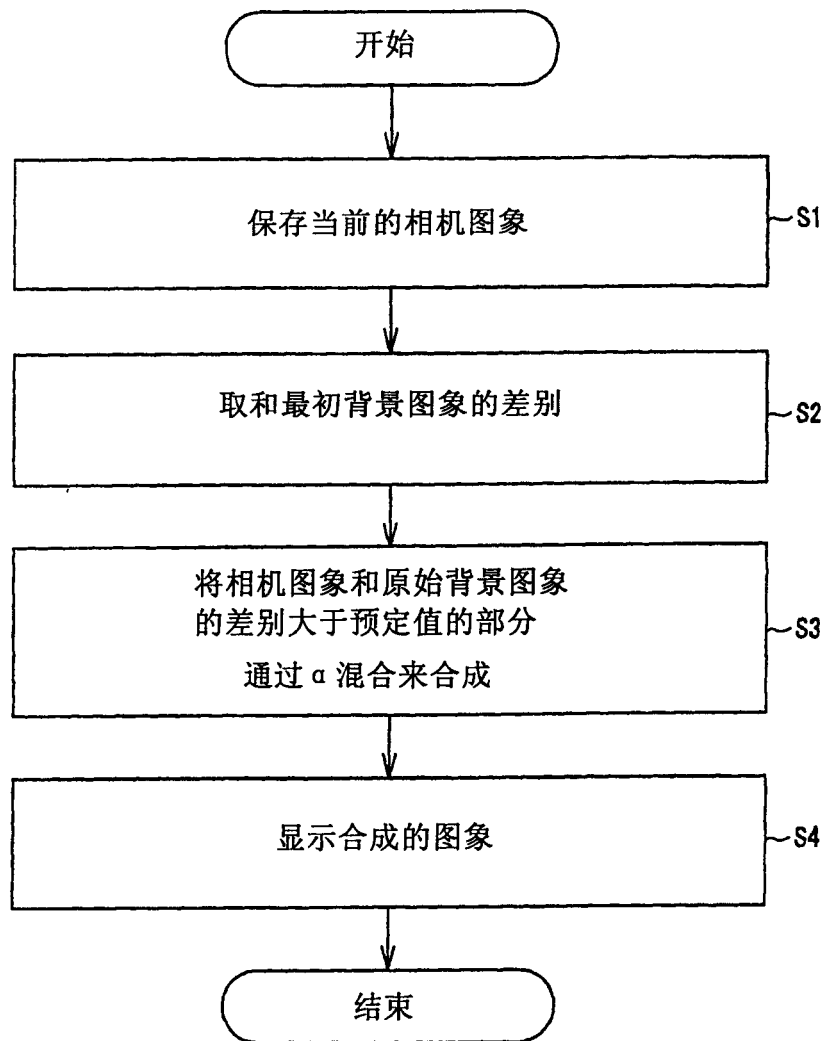 开始
保存当前的相机图象
S1
取和最初背景图象的差别
S2
将相机图象和原始背景图象
的差别大于预定值的部分
通过α混合来合成
S3
显示合成的图象
S4
结束